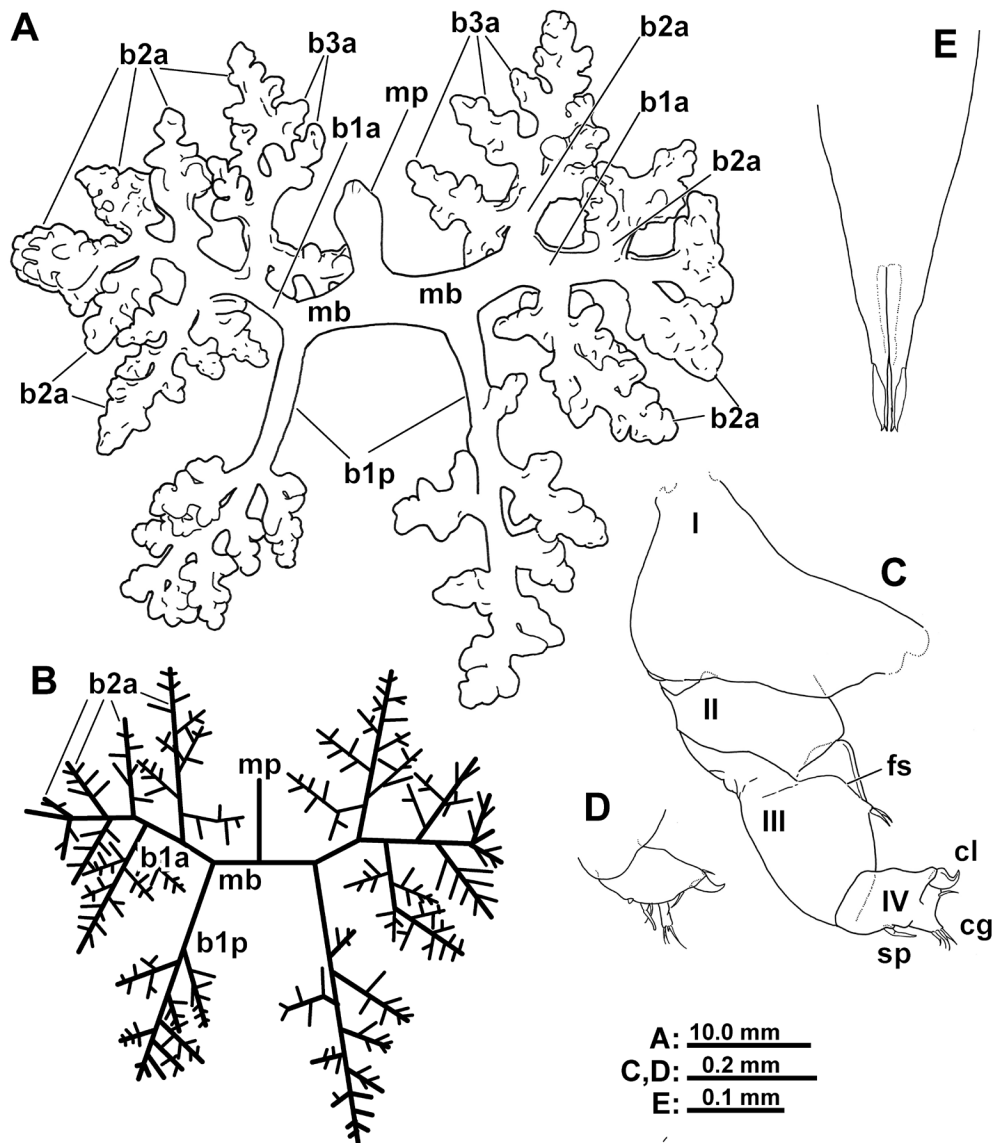 A
b2a
b3a
mp
b1a
b3a
b2a
b1a
b2a
mb
mb
b2a
b2a
b1p
E
I
C
II
fs
III
cl
IV
cg
sp
D
B
b2a
mp
b1a
mb
b1p
A: 10.0 mm
C,D: 0.2 mm
E: 0.1 mm